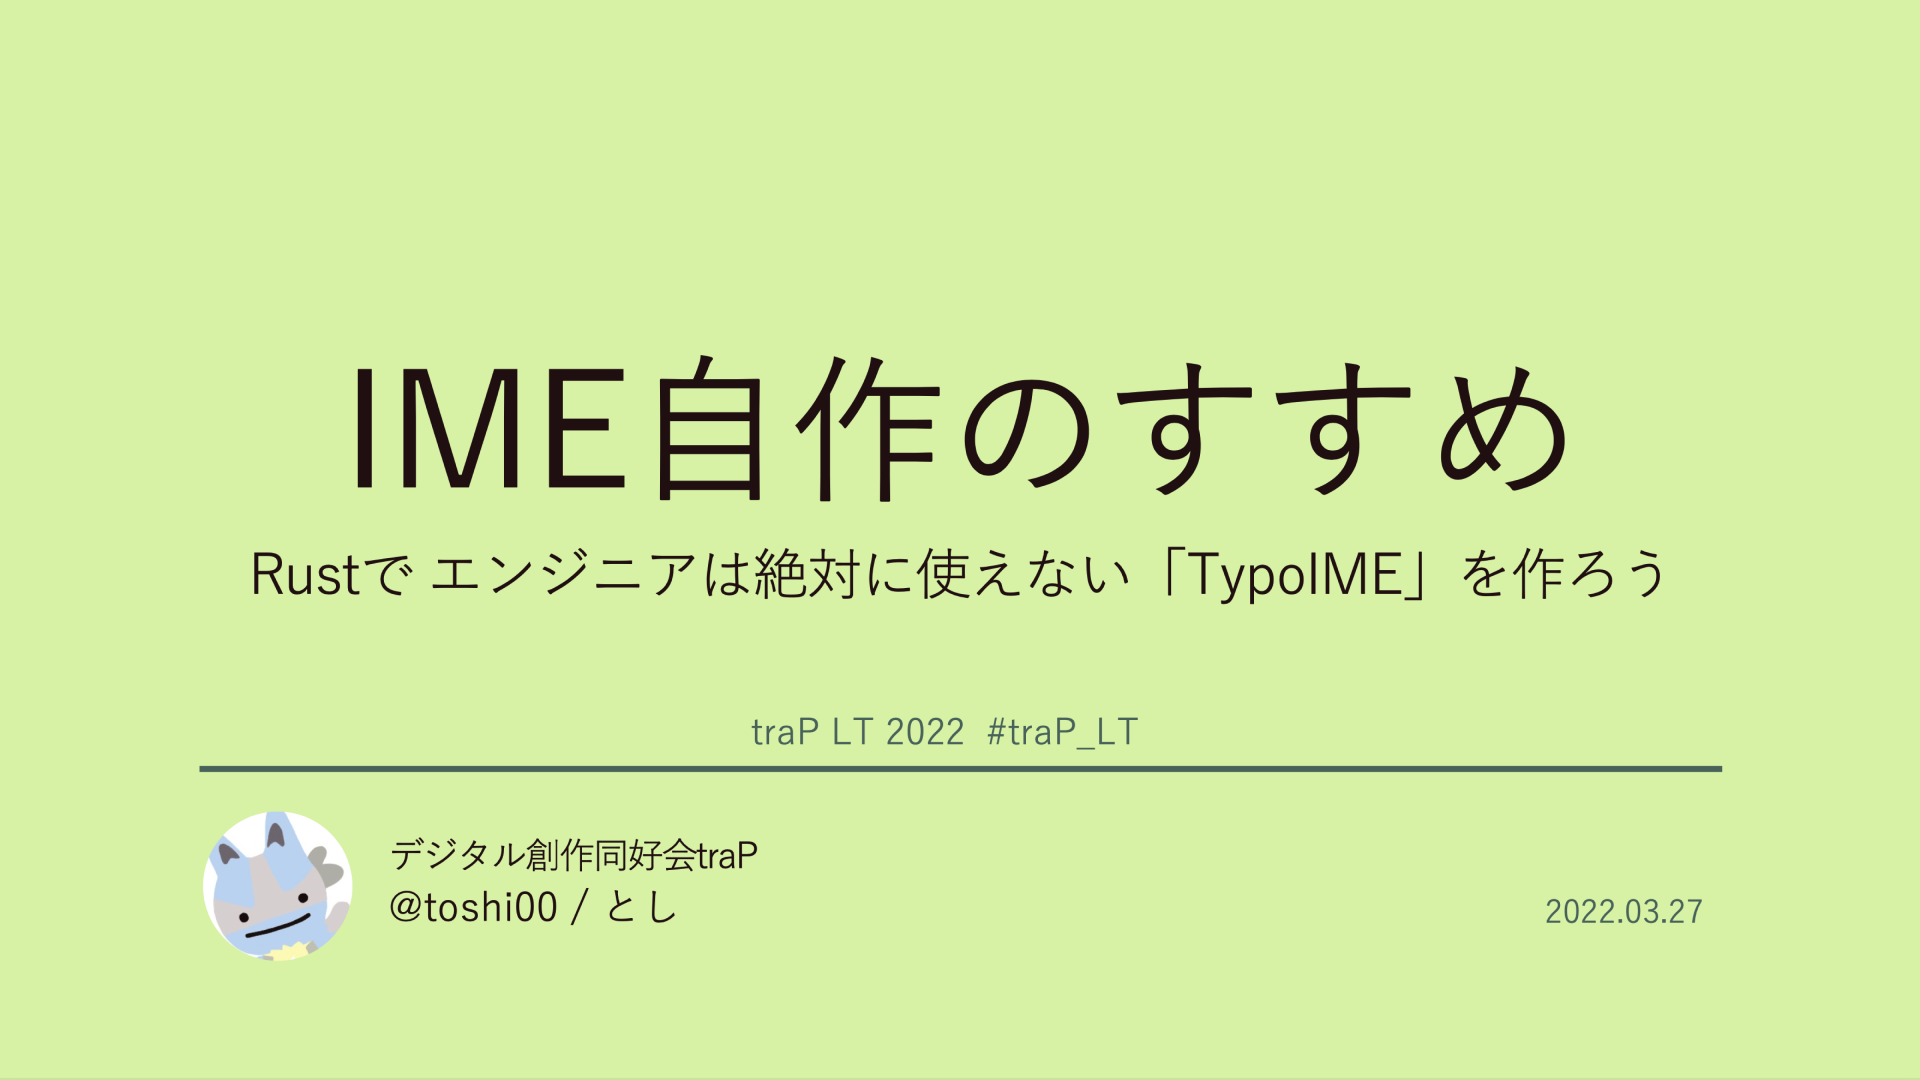 IME自作のすすめ
Rustで エンジニアは絶対に使えない「TypoIME」を作ろう
traP LT 2022 #traP_LT
デジタル創作同好会traP
@toshi00 / とし
2022.03.27